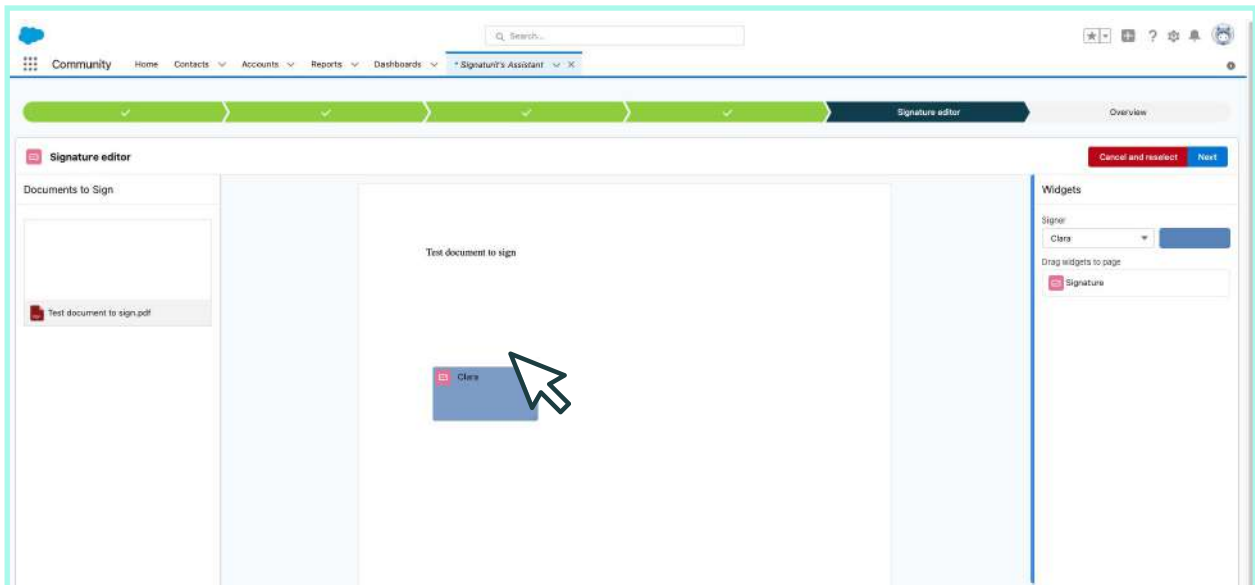 Search...
Community Home Contacts Accounts Reports Dashboards * Signaturit's Assistant
Signature editor Overview
Signature editor Cancel and reselect Next
Documents to Sign Widgets
Signer
Clara
Test document to sign
Drag widgets to page
Signature
Test document to sign.pdf
Clara